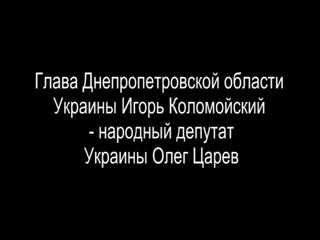 Глава Днепропетровской области
Украины Игорь Коломойский
- народный депутат
Украины Олег Царев